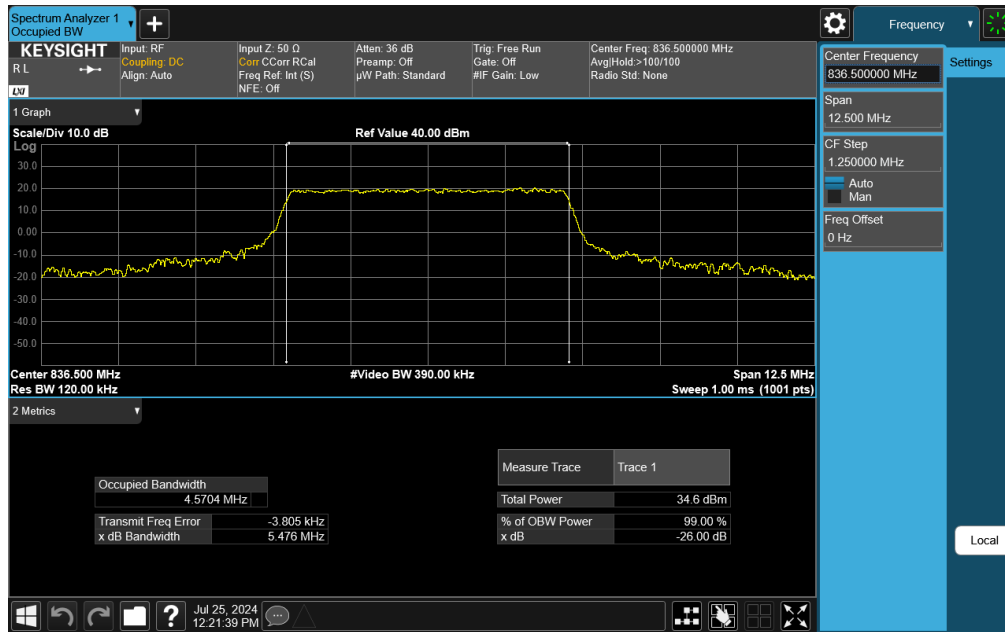 Spectrum Analyzer 1
Occupied BW
Frequency
KEYSIGHT
R L
LXI
Input: RF
Coupling: DC
Align: Auto
Input Z: 50 Ω
Corr CCorr RCal
Freq Ref: Int (S)
NFE: Off
Atten: 36 dB
Preamp: Off
µW Path: Standard
Trig: Free Run
Gate: Off
#IF Gain: Low
Center Freq: 836.500000 MHz
Avg|Hold:>100/100
Radio Std: None
Center Frequency
836.500000 MHz
Settings
Span
12.500 MHz
CF Step
1.250000 MHz
Auto
Man
Freq Offset
0 Hz
Local
1 Graph
Scale/Div 10.0 dB
Ref Value 40.00 dBm
Log
30.0
20.0
10.0
0.00
-10.0
-20.0
-30.0
-40.0
-50.0
Center 836.500 MHz
#Video BW 390.00 kHz
Span 12.5 MHz
Res BW 120.00 kHz
Sweep 1.00 ms (1001 pts)
2 Metrics
Occupied Bandwidth
4.5704 MHz
Transmit Freq Error -3.805 kHz
x dB Bandwidth 5.476 MHz
Measure Trace Trace 1
Total Power 34.6 dBm
% of OBW Power 99.00 %
x dB -26.00 dB
?
Jul 25, 2024
12:21:39 PM